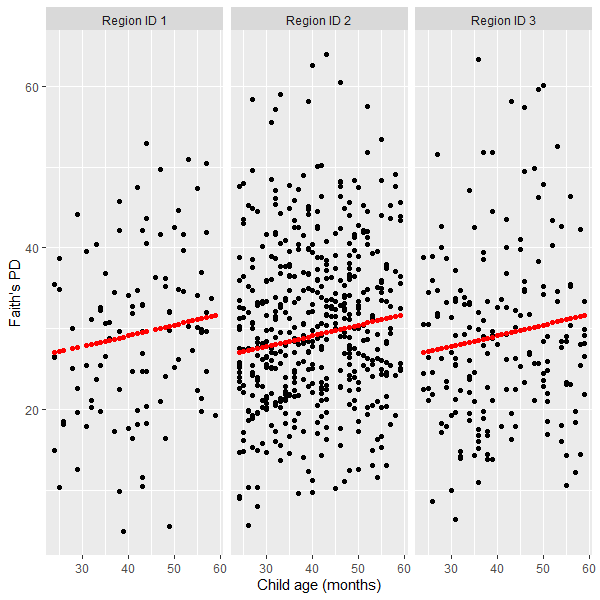 Region ID 1 Region ID 2 Region ID 3
Faith's PD
60
40
20
30 40 50 60 30 40 50 60 30 40 50 60
Child age (months)